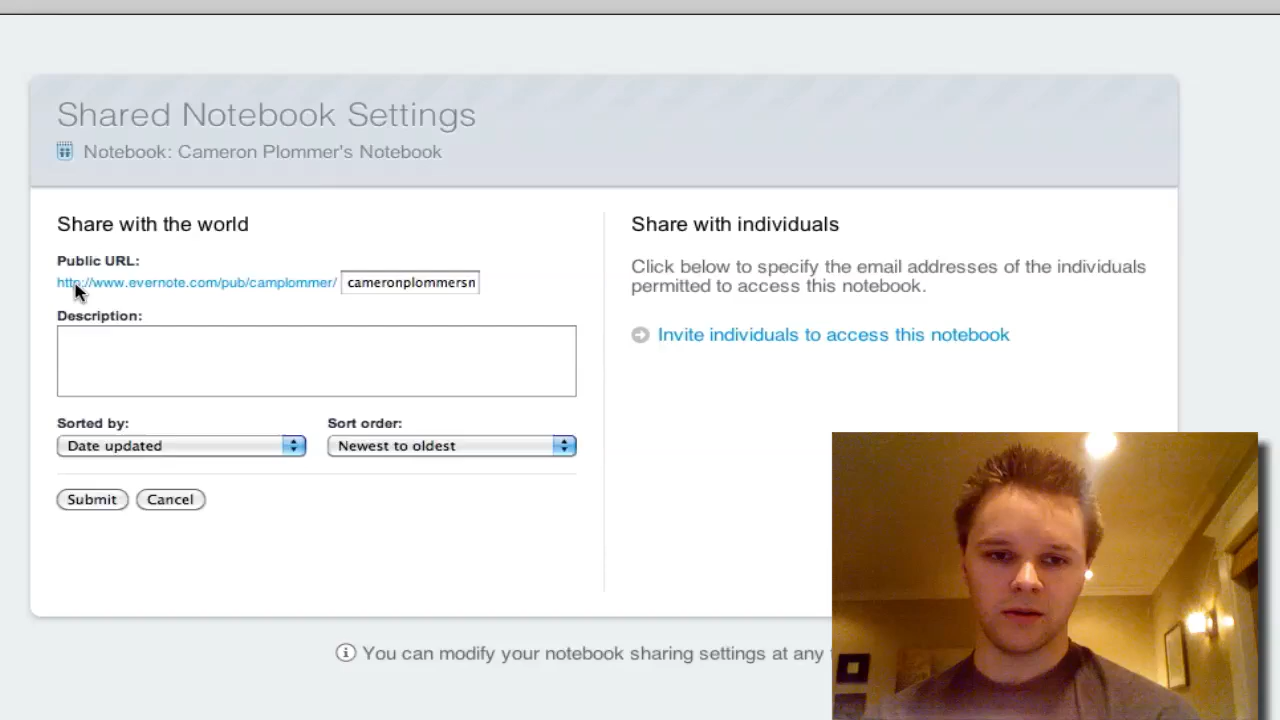 Shared Notebook Settings
Notebook: Cameron Plommer's Notebook
Share with the world
Public URL:
http://www.evernote.com/pub/camplommer/ cameronplommersn
Description:
Sorted by: Sort order:
Date updated Newest to oldest
Submit Cancel
Share with individuals
Click below to specify the email addresses of the individuals
permitted to access this notebook.
Invite individuals to access this notebook
You can modify your notebook sharing settings at any